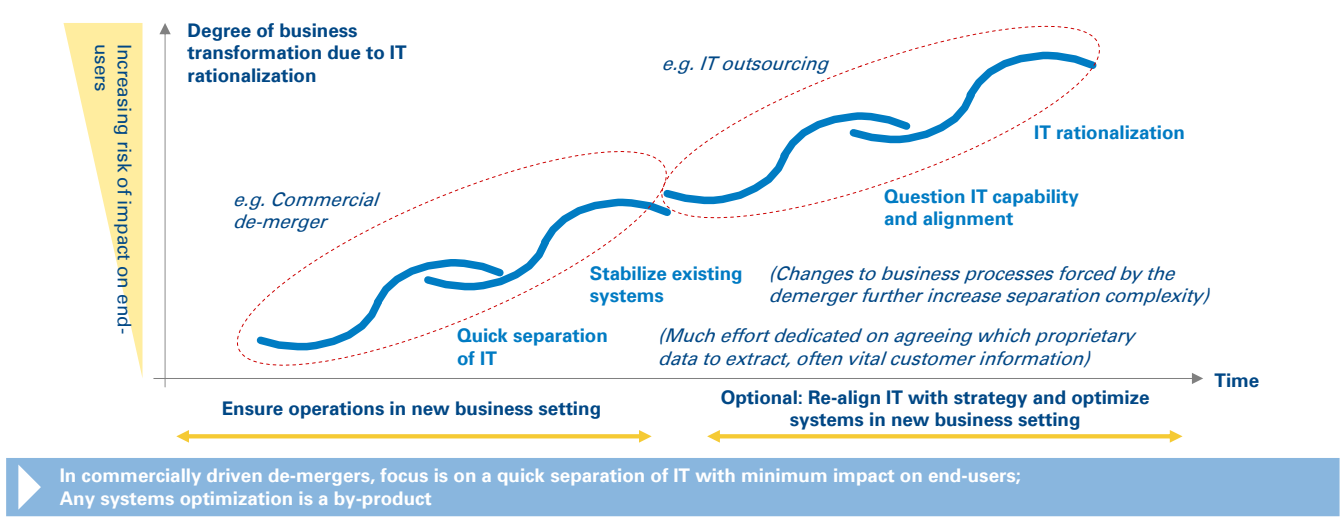 Increasing risk of impact on end-
users
Degree of business
transformation due to IT
rationalization
e.g. IT outsourcing
IT rationalization
e.g. Commercial
de-merger
Question IT capability
and alignment
Stabilize existing
systems
(Changes to business processes forced by the
demerger further increase separation complexity)
Quick separation
of IT
(Much effort dedicated on agreeing which proprietary
data to extract, often vital customer information)
Time
Ensure operations in new business setting
Optional: Re-align IT with strategy and optimize
systems in new business setting
In commercially driven de-mergers, focus is on a quick separation of IT with minimum impact on end-users;
Any systems optimization is a by-product